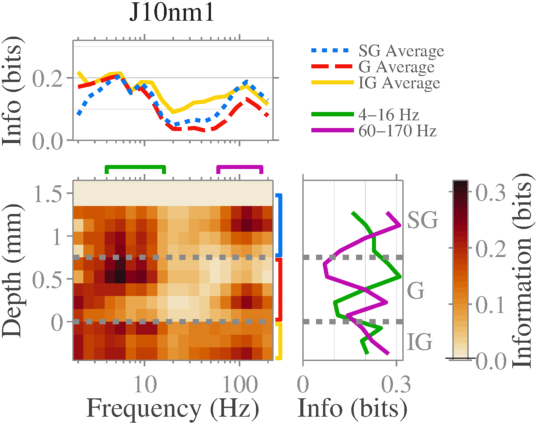 J10nm1
Info (bits)
0.2
0.0
SG Average
G Average
IG Average
4–16 Hz
60–170 Hz
Depth (mm)
1.5
1.0
0.5
0
10
100
Frequency (Hz)
SG
G
IG
0
0.3
Info (bits)
0.3
0.2
0.1
0.0
Information (bits)